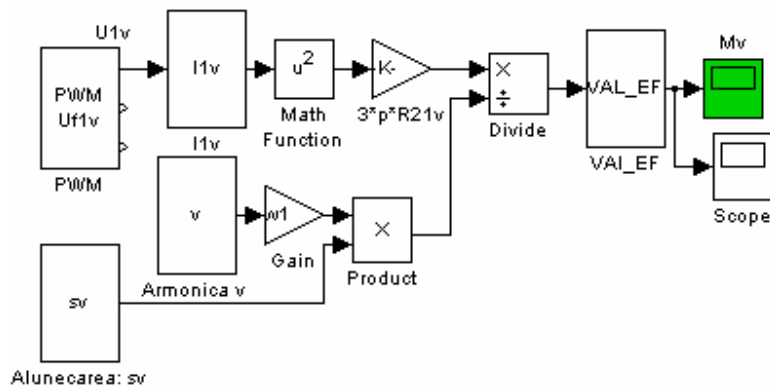 U1v
PWM
Uf1v
PWM
I1v
I1v
u2
Math
Function
K-
3*p*R21v
×
÷
Divide
VAL_EF
VAl_EF
Mv
Scope
v
Armonica v
w1
Gain
×
Product
sv
Alunecarea: sv